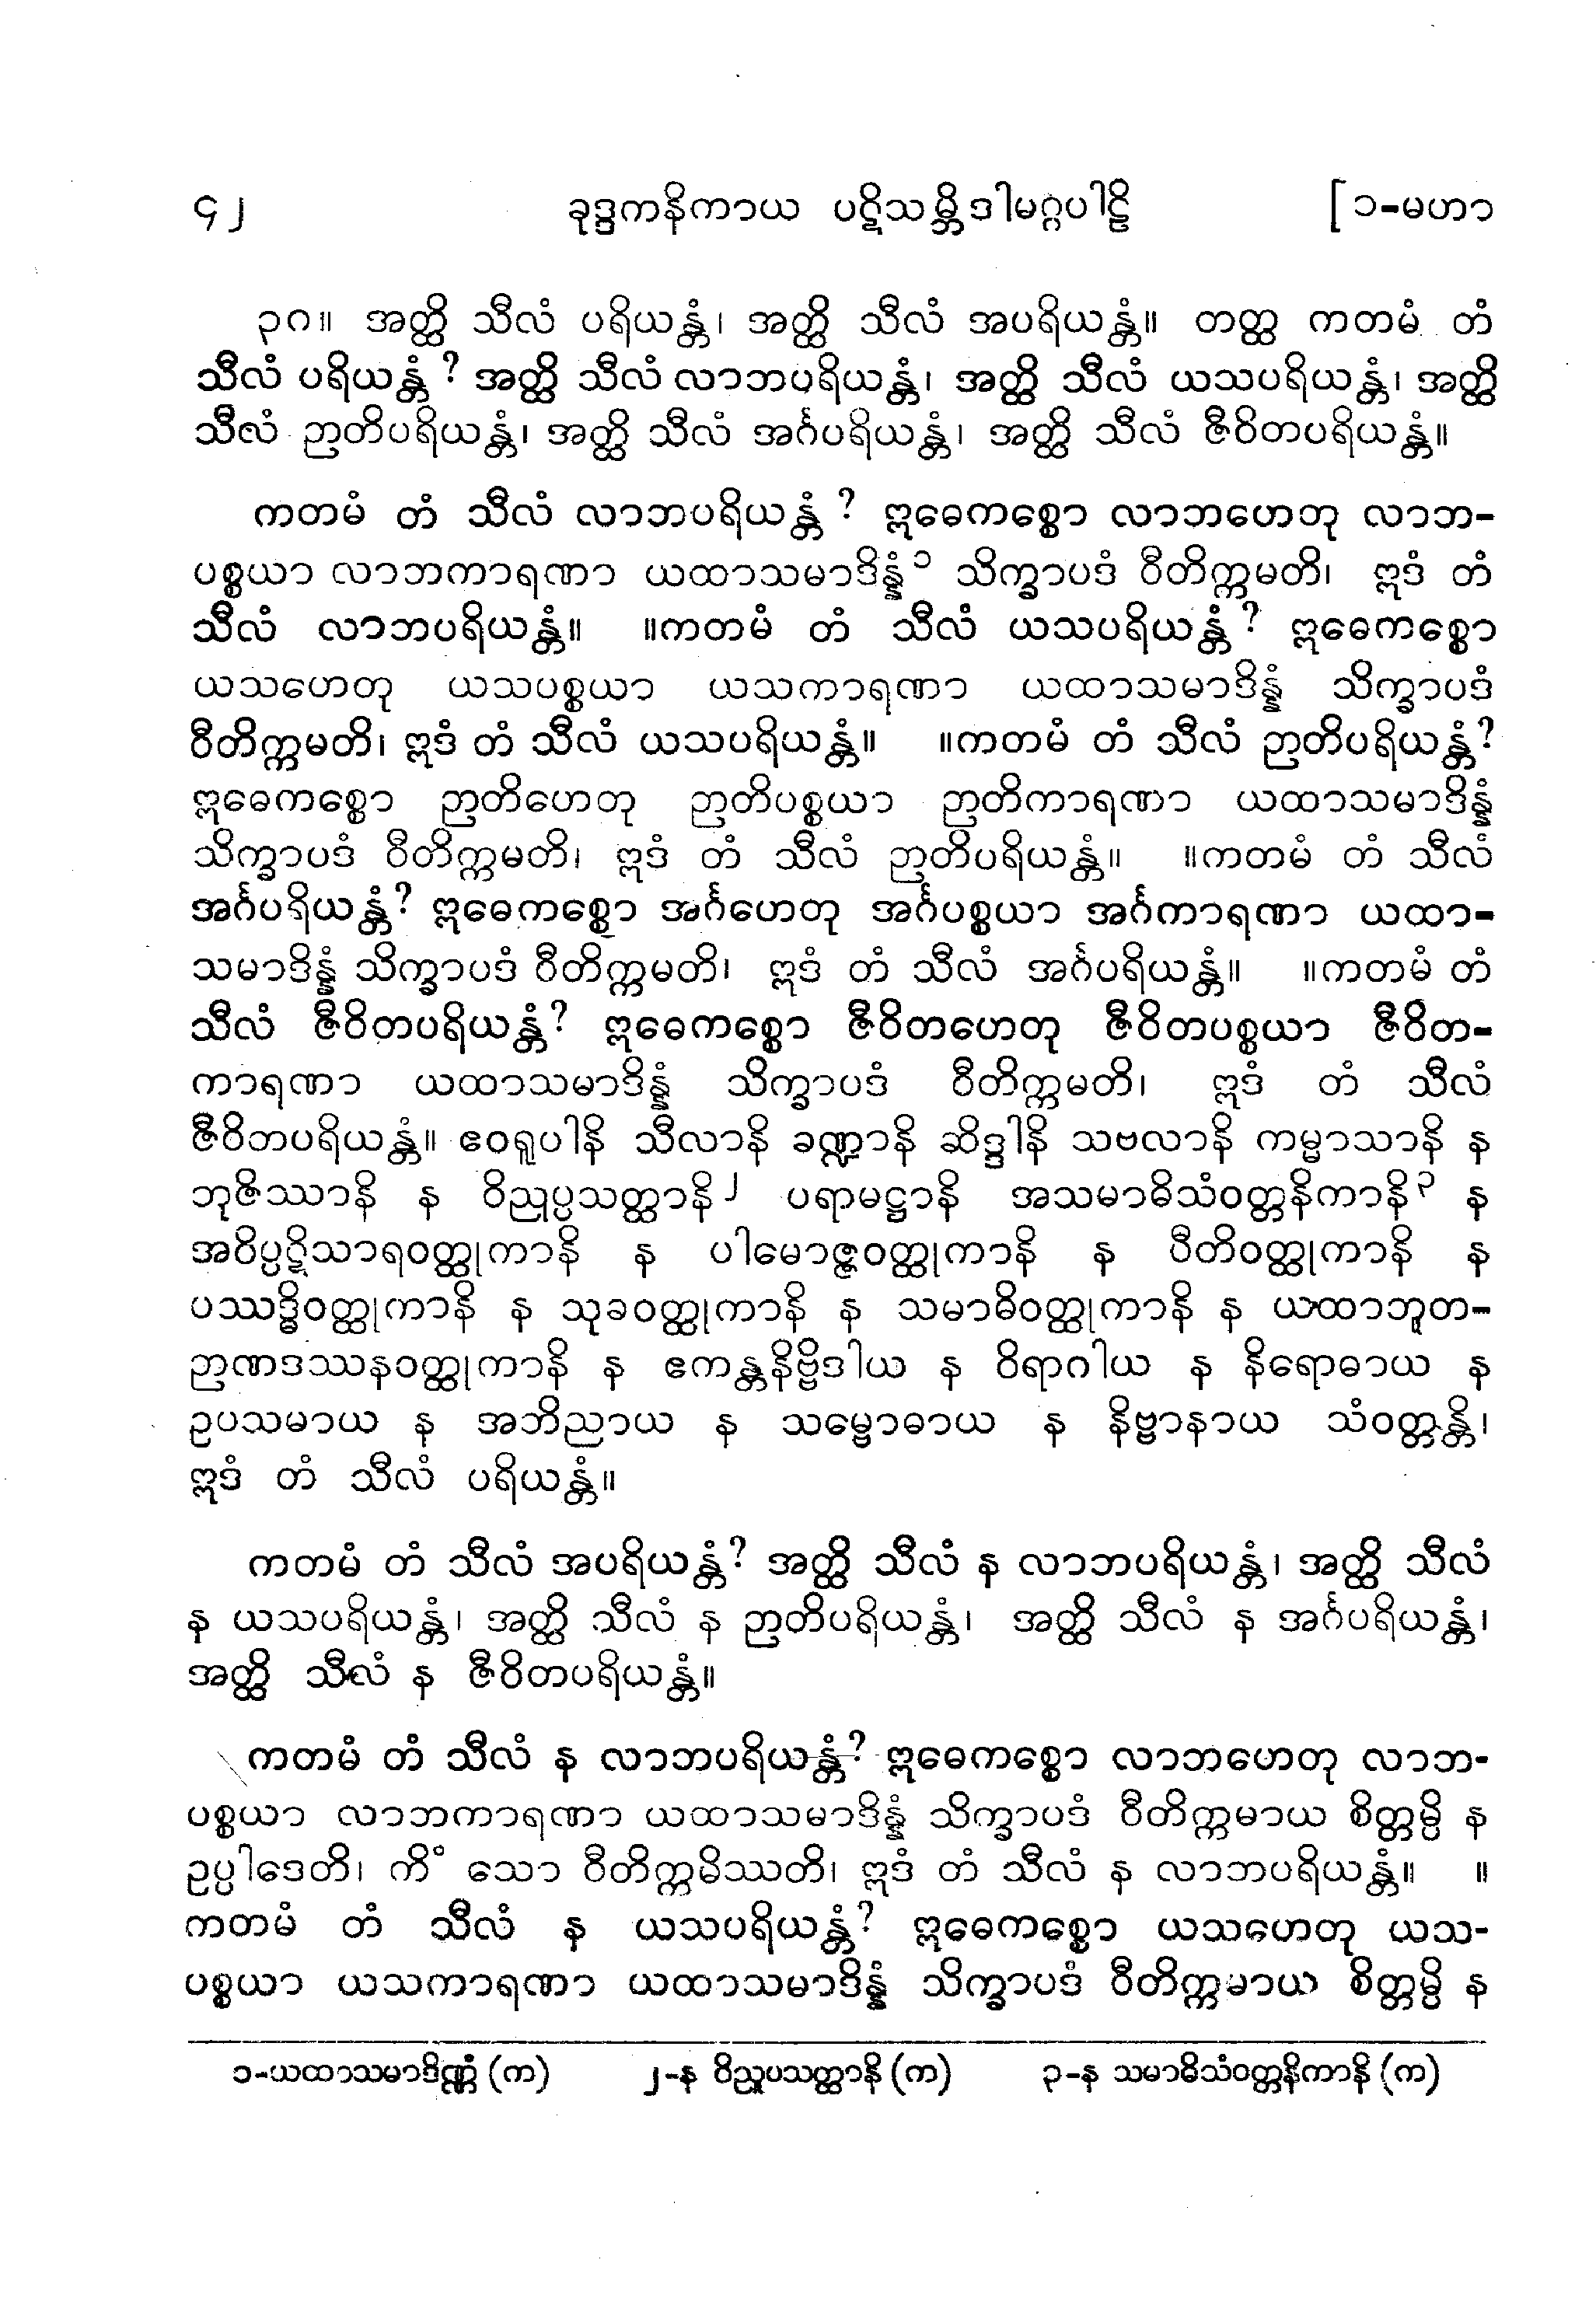 ၄၂ ခုဒ္ဒကနိကာယ ပဋိသမ္ဘိဒါမဂ္ဂပါဠိ [ ၁-မဟာ
၃ဂ။ အတ္ထိ သီလံ ပရိယန္တံ၊ အတ္ထိ သီလံ အပရိယန္တံ။ တတ္ထ ကတမံ တံ
သီလံ ပရိယန္တံ ? အတ္ထိ သီလံ လာဘပရိယန္တံ၊ အတ္ထိ သီလံ ယသပရိယန္တံ၊ အတ္ထိ
သီလံ ဉာတိပရိယန္တံ၊ အတ္ထိ သီလံ အင်္ဂပရိယန္တံ၊ အတ္ထိ သီလံ ဇီဝိတပရိယန္တံ။
ကတမံ တံ သီလံ လာဘပရိယန္တံ ? ဣဓေကစ္စော လာဘဟေတု လာဘ-
ပစ္စယာ လာဘကာရဏာ ယထာသမာဒိန္နံ၁ သိက္ခာပဒံ ဝီတိက္ကမတိ၊ ဣဒံ တံ
သီလံ လာဘပရိယန္တံ။ ။ကတမံ တံ သီလံ ယသပရိယန္တံ ? ဣဓေကစ္စော
ယသဟေတု ယသပစ္စယာ ယသကာရဏာ ယထာသမာဒိန္နံ သိက္ခာပဒံ
ဝီတိက္ကမတိ၊ ဣဒံ တံ သီလံ ယသပရိယန္တံ။ ။ကတမံ တံ သီလံ ဉာတိပရိယန္တံ?
ဣဓေကစ္စော ဉာတိဟေတု ဉာတိပစ္စယာ ဉာတိကာရဏာ ယထာသမာဒိန္နံ
သိက္ခာပဒံ ဝီတိက္ကမတိ၊ ဣဒံ တံ သီလံ ဉာတိပရိယန္တံ။ ။ကတမံ တံ သီလံ
အင်္ဂပရိယန္တံ? ဣဓေကစ္စော အင်္ဂဟေတု အင်္ဂပစ္စယာ အင်္ဂကာရဏာ ယထာ-
သမာဒိန္နံ သိက္ခာပဒံ ဝီတိက္ကမတိ၊ ဣဒံ တံ သီလံ အင်္ဂပရိယန္တံ။ ။ကတမံ တံ
သီလံ ဇီဝိတပရိယန္တံ? ဣဓေကစ္စော ဇီဝိတဟေတု ဇီဝိတပစ္စယာ ဇီဝိတ-
ကာရဏာ ယထာသမာဒိန္နံ သိက္ခာပဒံ ဝီတိက္ကမတိ၊ ဣဒံ တံ သီလံ
ဇီဝိတပရိယန္တံ။ ဧဝရူပါနိ သီလာနိ ခဏ္ဍာနိ ဆိဒ္ဒါနိ သဗလာနိ ကမ္မာသာနိ န
ဘုဇိဿာနိ န ဝိညုပ္ပသတ္ထာနိ၂ ပရာမဋ္ဌာနိ အသမာဓိသံဝတ္တနိကာနိ၃ န
အဝိပ္ပဋိသာရဝတ္ထုကာနိ န ပါမောဇ္ဇဝတ္ထုကာနိ န ပီတိဝတ္ထုကာနိ န
ပဿဒ္ဓိဝတ္ထုကာနိ န သုခဝတ္ထုကာနိ န သမာဓိဝတ္ထုကာနိ န ယထာဘူတ-
ဉာဏဒဿနဝတ္ထုကာနိ န ဧကန္တနိဗ္ဗိဒါယ န ဝိရာဂါယ န နိရောဓာယ န
ဥပသမာယ န အဘိညာယ န သမ္ဗောဓာယ န နိဗ္ဗာနာယ သံဝတ္တန္တိ၊
ဣဒံ တံ သီလံ ပရိယန္တံ။
ကတမံ တံ သီလံ အပရိယန္တံ? အတ္ထိ သီလံ န လာဘပရိယန္တံ၊ အတ္ထိ သီလံ
န ယသပရိယန္တံ၊ အတ္ထိ သီလံ န ဉာတိပရိယန္တံ၊ အတ္ထိ သီလံ န အင်္ဂပရိယန္တံ၊
အတ္ထိ သီလံ န ဇီဝိတပရိယန္တံ။
ကတမံ တံ သီလံ န လာဘပရိယန္တံ? ဣဓေကစ္စော လာဘဟေတု လာဘ-
ပစ္စယာ လာဘကာရဏာ ယထာသမာဒိန္နံ သိက္ခာပဒံ ဝီတိက္ကမာယ စိတ္တမ္ပိ န
ဥပ္ပါဒေတိ၊ ကိံ သော ဝီတိက္ကမိဿတိ၊ ဣဒံ တံ သီလံ န လာဘပရိယန္တံ။ ။
ကတမံ တံ သီလံ န ယသပရိယန္တံ? ဣဓေကစ္စော ယသဟေတု ယသ-
ပစ္စယာ ယသကာရဏာ ယထာသမာဒိန္နံ သိက္ခာပဒံ ဝီတိက္ကမာယ စိတ္တမ္ပိ န
၁-ယထာသမာဒိဏ္ဏံ (က) ၂-န ဝိညူပသတ္ထာနိ (က) ၃-န သမာဓိသံဝတ္တနိကာနိ (က)